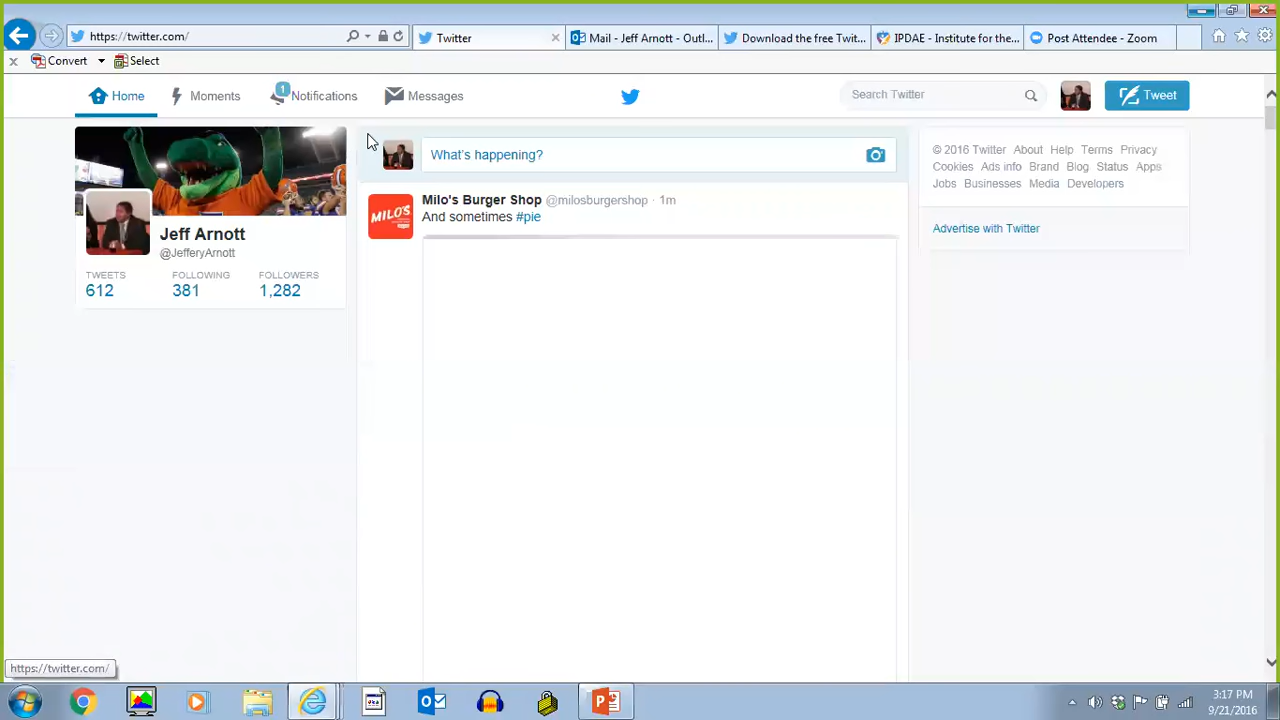 https://twitter.com/
Twitter
Mail - Jeff Arnott - Outl...
Download the free Twit...
IPDAE - Institute for the...
Post Attendee - Zoom
Convert
Select
Home
Moments
1
Notifications
Messages
Search Twitter
Tweet
What's happening?
Jeff Arnott
@JefferyArnott
TWEETS FOLLOWING FOLLOWERS
612 381 1,282
MILO'S
Milo's Burger Shop @milosburgershop · 1m
And sometimes #pie
© 2016 Twitter About Help Terms Privacy
Cookies Ads info Brand Blog Status Apps
Jobs Businesses Media Developers
Advertise with Twitter
https://twitter.com/
3:17 PM
9/21/2016